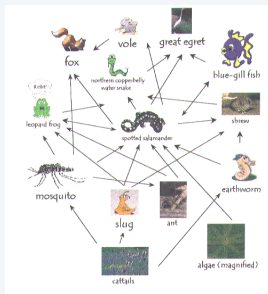 vole
great egret
fox
northern copperbelly
water snake
blue-gill fish
leopard frog
spotted salamander
shrew
mosquito
earthworm
slug
ant
algae (magnified)
cattails